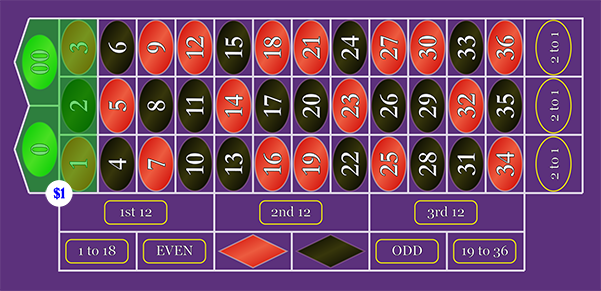 00 3 6 9 12 15 18 21 24 27 30 33 36 2 to 1
0 2 5 8 11 14 17 20 23 26 29 32 35 2 to 1
1 4 7 10 13 16 19 22 25 28 31 34 2 to 1
$1
1st 12 2nd 12 3rd 12
1 to 18 EVEN ODD 19 to 36